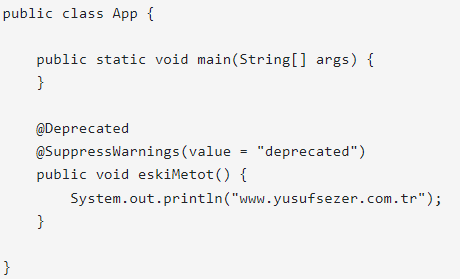 public class App {
public static void main(String[] args) {
}
@Deprecated
@SuppressWarnings(value = "deprecated")
public void eskiMetot() {
System.out.println("www.yusufsezer.com.tr");
}
}